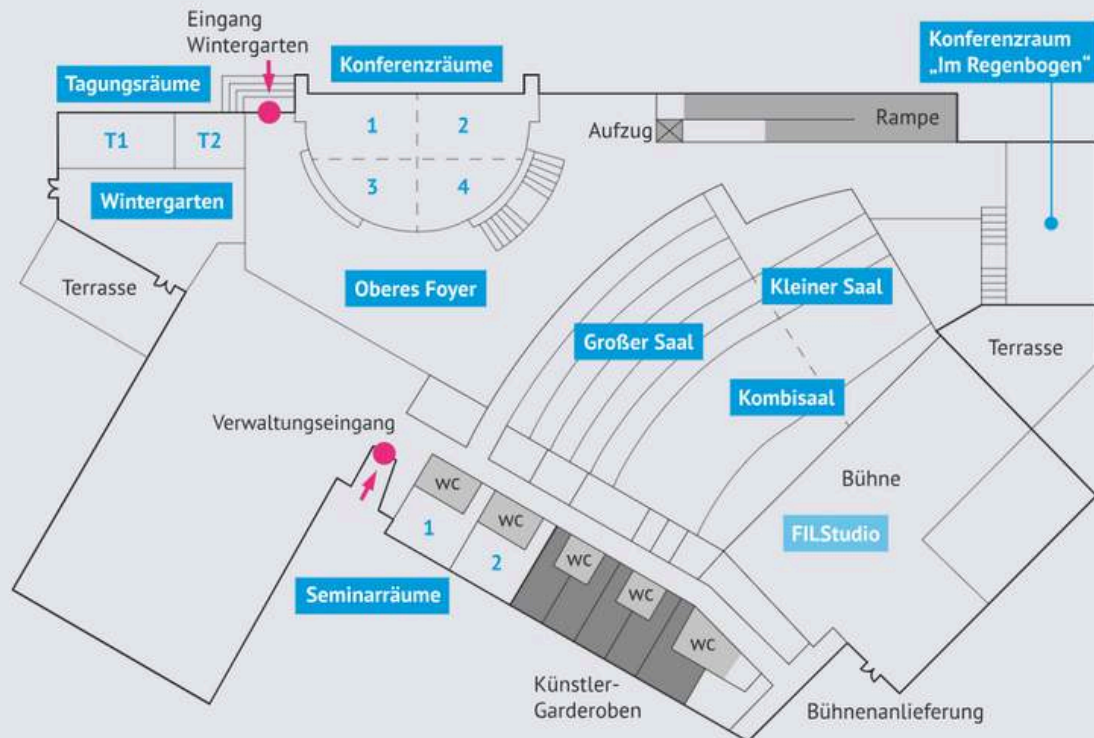 Eingang
Wintergarten
Konferenzraum
„Im Regenbogen“
Tagungsräume
Konferenzräume
T1
T2
1
2
3
4
Aufzug
Rampe
Wintergarten
Terrasse
Oberes Foyer
Kleiner Saal
Großer Saal
Terrasse
Kombisaal
Verwaltungseingang
Bühne
WC
1
WC
2
FILStudio
WC
WC
WC
Seminarräume
Künstler-
Garderoben
Bühnenanlieferung